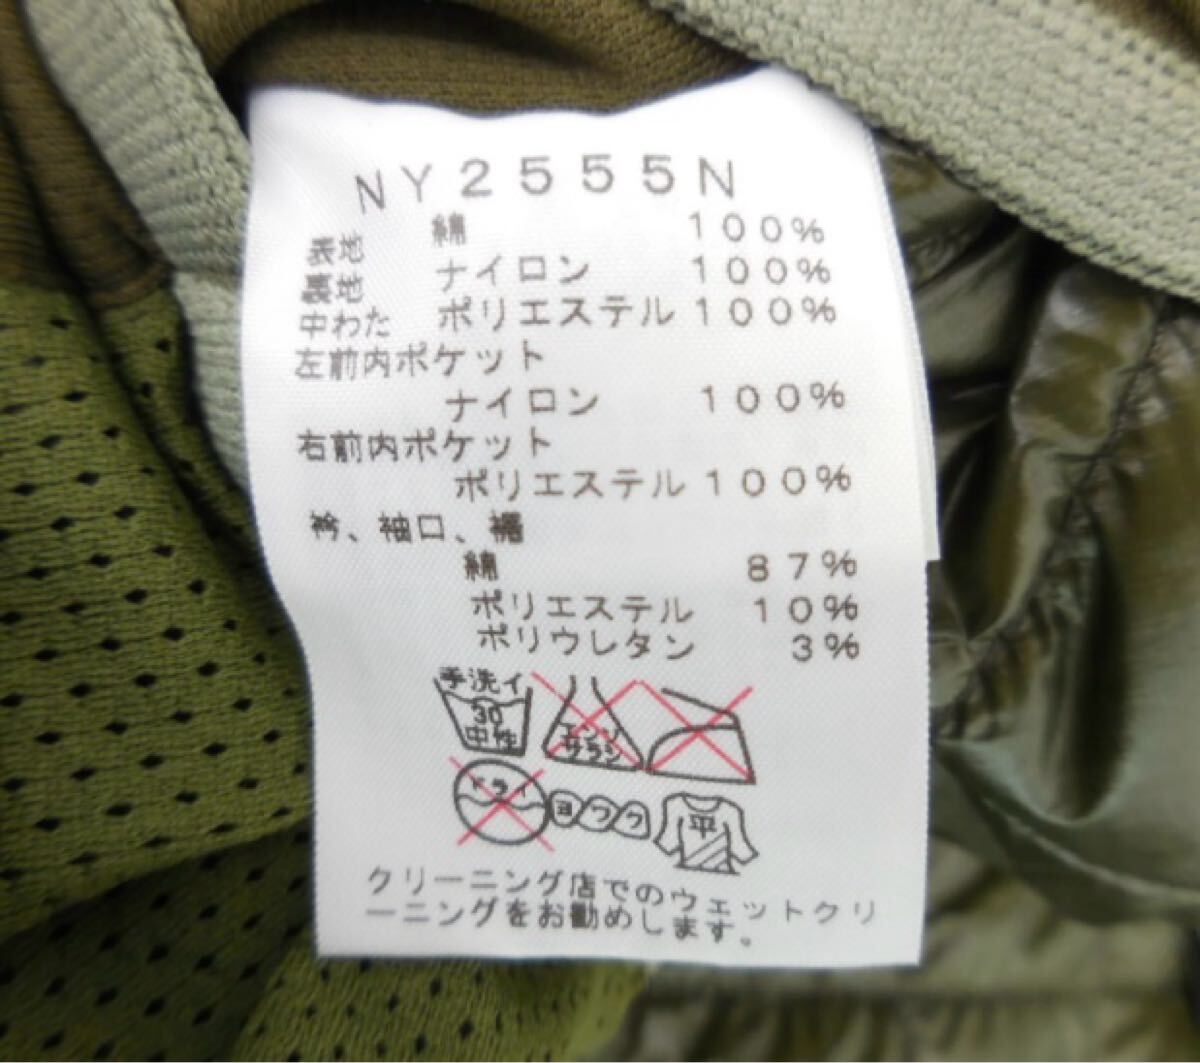 NY2555N
表地 綿 100%
裏地 ナイロン 100%
中わた ポリエステル 100%
左前内ポケット
ナイロン 100%
右前内ポケット
ポリエステル 100%
衿、袖口、裾
綿 87%
ポリエステル 10%
ポリウレタン 3%
手洗イ
30
中性
エンソ
サラシ
ドライ
ヨワク
平
クリーニング店でのウェットクリ
ーニングをお勧めします。